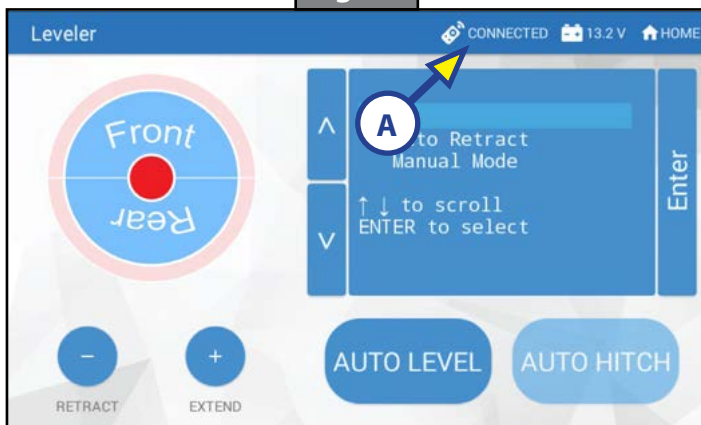 Leveler
CONNECTED 13.2 V HOME
A
Front
Rear
^
v
to Retract
Manual Mode
↑ ↓ to scroll
ENTER to select
Enter
−
+
RETRACT
EXTEND
AUTO LEVEL
AUTO HITCH